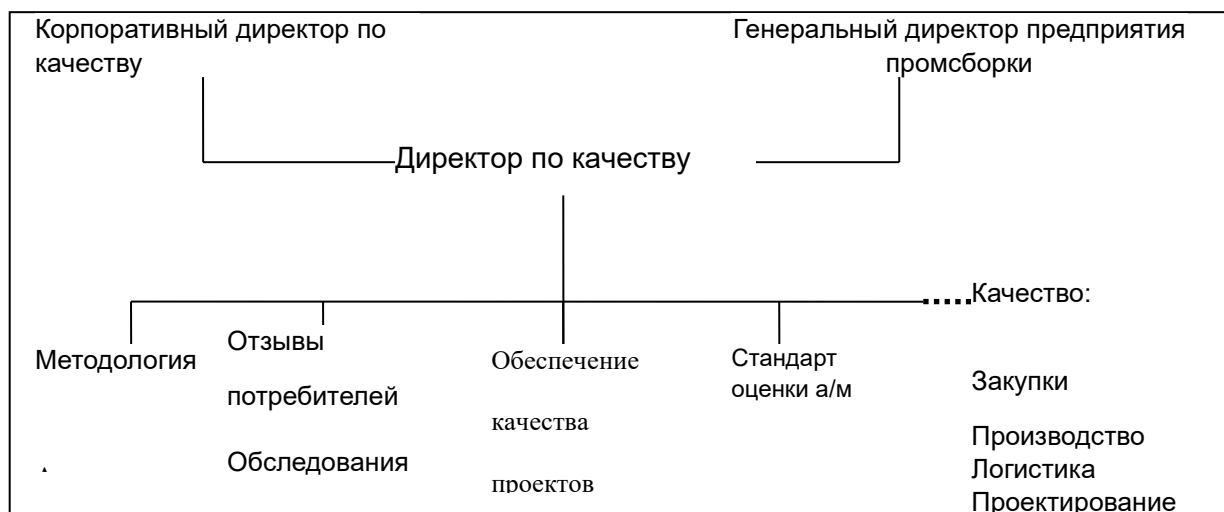 Корпоративный директор по
качеству
Генеральный директор предприятия
промсборки
Директор по качеству
Методология
Отзывы
потребителей
Обследования
Обеспечение
качества
проектов
Стандарт
оценки а/м
Качество:
Закупки
Производство
Логистика
Проектирование